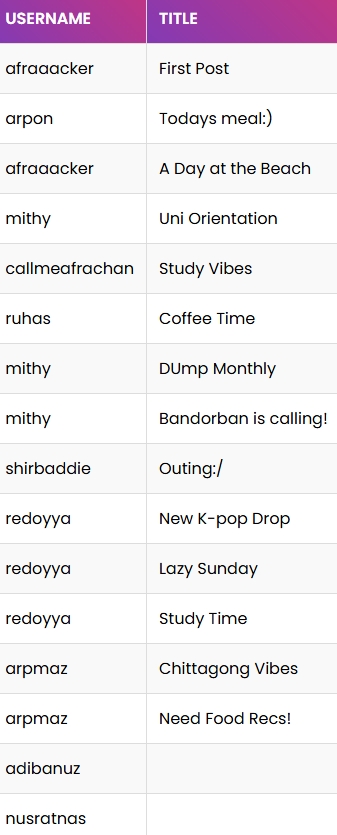 USERNAME TITLE
afraaacker First Post
arpon Todays meal:)
afraaacker A Day at the Beach
mithy Uni Orientation
callmeafrachan Study Vibes
ruhas Coffee Time
mithy DUmp Monthly
mithy Bandorban is calling!
shirbaddie Outing:/
redoyya New K-pop Drop
redoyya Lazy Sunday
redoyya Study Time
arpmaz Chittagong Vibes
arpmaz Need Food Recs!
adibanuz
nusratnas